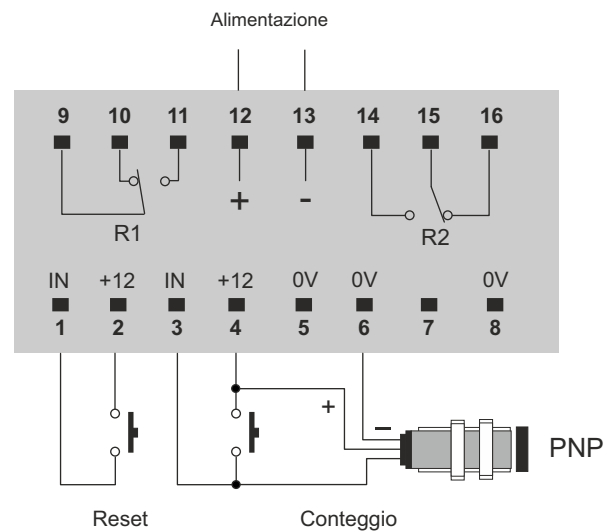 Alimentazione
9 10 11 12 13 14 15 16
+ -
R1 R2
IN +12 IN +12 0V 0V 0V
1 2 3 4 5 6 7 8
+ −
PNP
Reset Conteggio